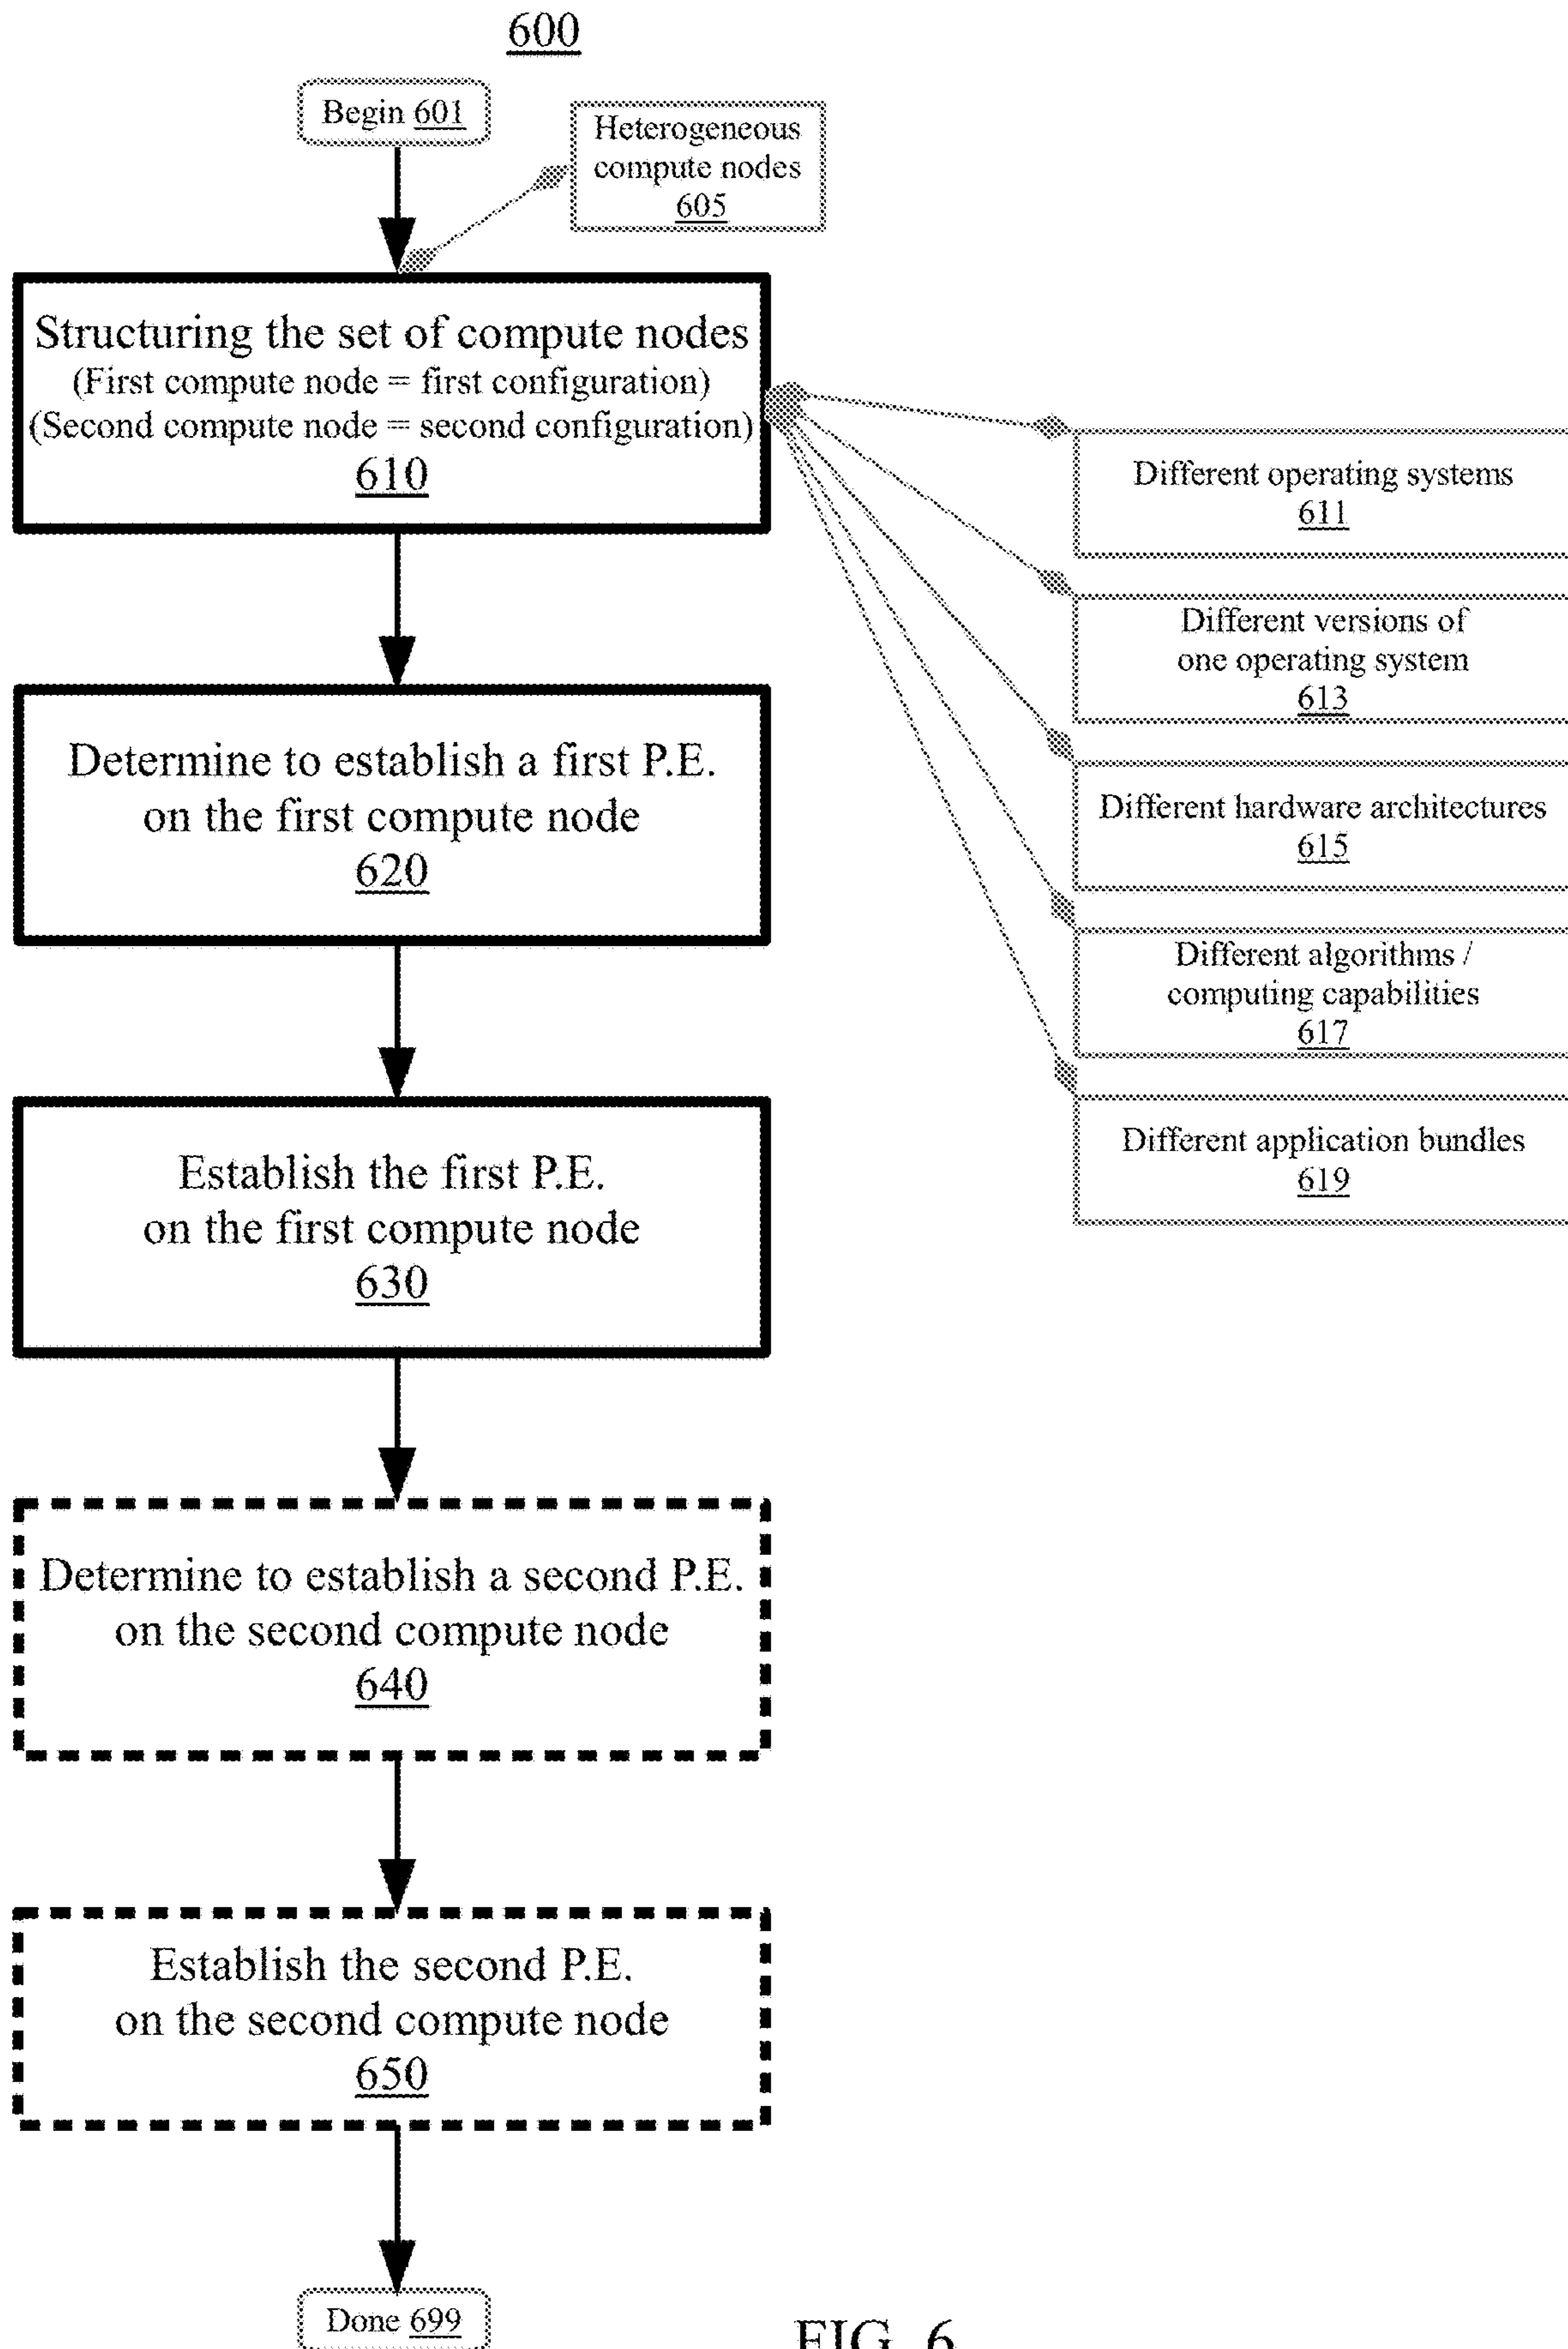 600
Begin 601
Heterogeneous
compute nodes
605
Structuring the set of compute nodes
(First compute node = first configuration)
(Second compute node = second configuration)
610
Different operating systems
611
Different versions of
one operating system
613
Different hardware architectures
615
Different algorithms /
computing capabilities
617
Different application bundles
619
Determine to establish a first P.E.
on the first compute node
620
Establish the first P.E.
on the first compute node
630
Determine to establish a second P.E.
on the second compute node
640
Establish the second P.E.
on the second compute node
650
Done 699
FIG. 6